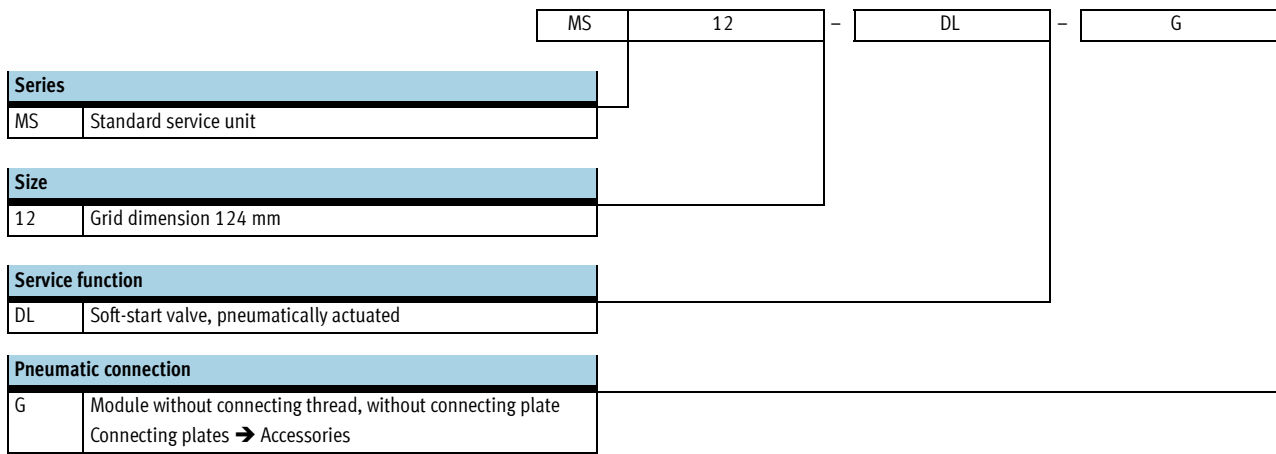 MS 12 – DL – G
Series
MS Standard service unit
Size
12 Grid dimension 124 mm
Service function
DL Soft-start valve, pneumatically actuated
Pneumatic connection
G Module without connecting thread, without connecting plate
Connecting plates ➔ Accessories